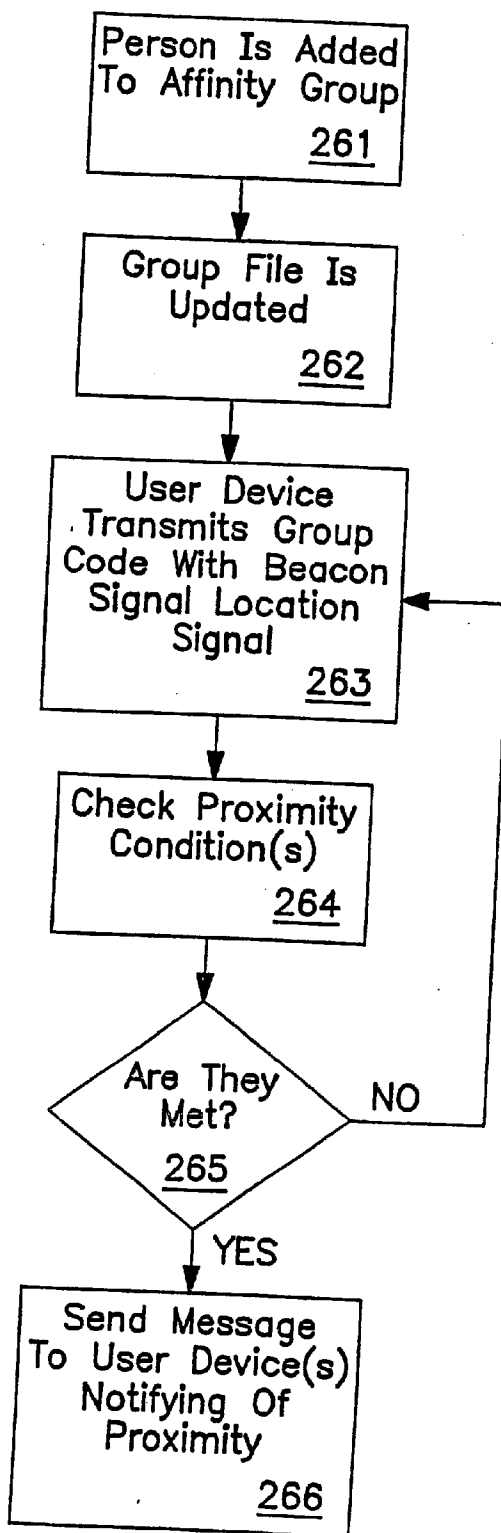 Person Is Added
To Affinity Group
261
Group File Is
Updated
262
User Device
Transmits Group
Code With Beacon
Signal Location
Signal
263
Check Proximity
Condition(s)
264
Are They
Met?
265
NO
YES
Send Message
To User Device(s)
Notifying Of
Proximity
266